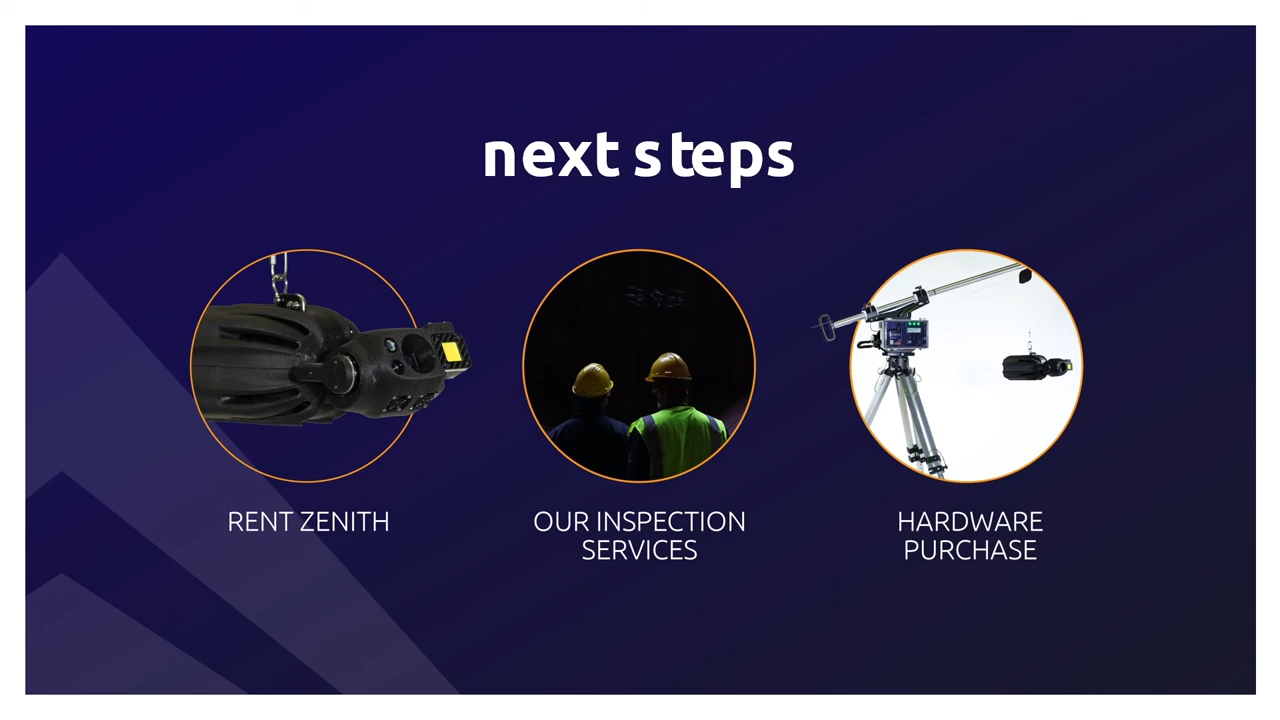 next steps
RENT ZENITH
OUR INSPECTION
SERVICES
HARDWARE
PURCHASE